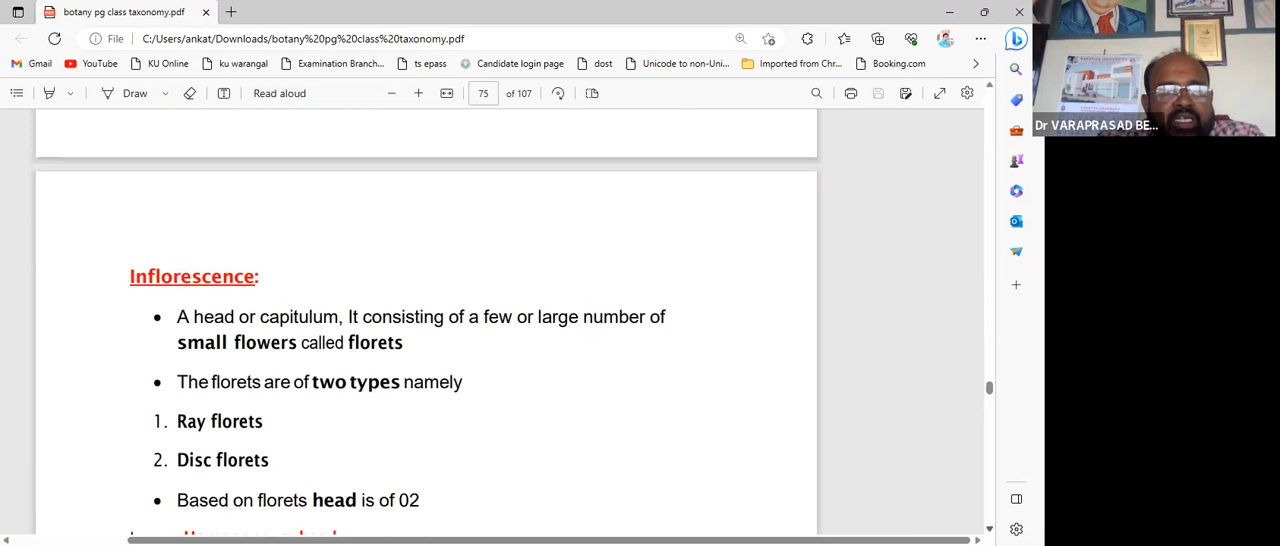 botany pg class taxonomy.pdf
File
C:/Users/ankat/Downloads/botany%20pg%20class%20taxonomy.pdf
Gmail
YouTube
KU Online
ku warangal
Examination Branch...
ts epass
Candidate login page
dost
Unicode to non-Uni...
Imported from Chr...
Booking.com
Draw
Read aloud
75
of 107
Dr VARAPRASAD BE...
Inflorescence:
• A head or capitulum, It consisting of a few or large number of
small flowers called florets
• The florets are of two types namely
1. Ray florets
2. Disc florets
• Based on florets head is of 02